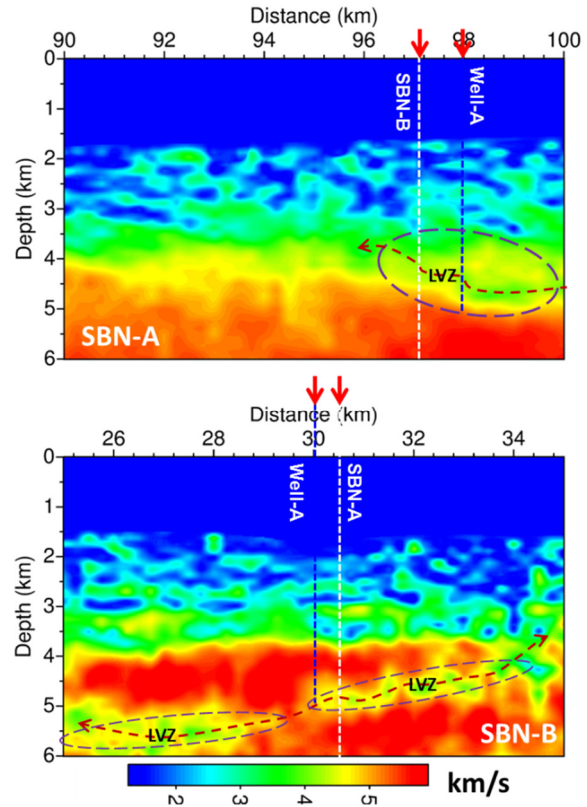 Distance (km)
90 92 94 96 98 100
Depth (km)
0
1
2
3
4
5
6
SBN-B
Well-A
LVZ
SBN-A
Distance (km)
26 28 30 32 34
Depth (km)
0
1
2
3
4
5
6
Well-A
SBN-A
LVZ
LVZ
SBN-B
2 3 4 5
km/s